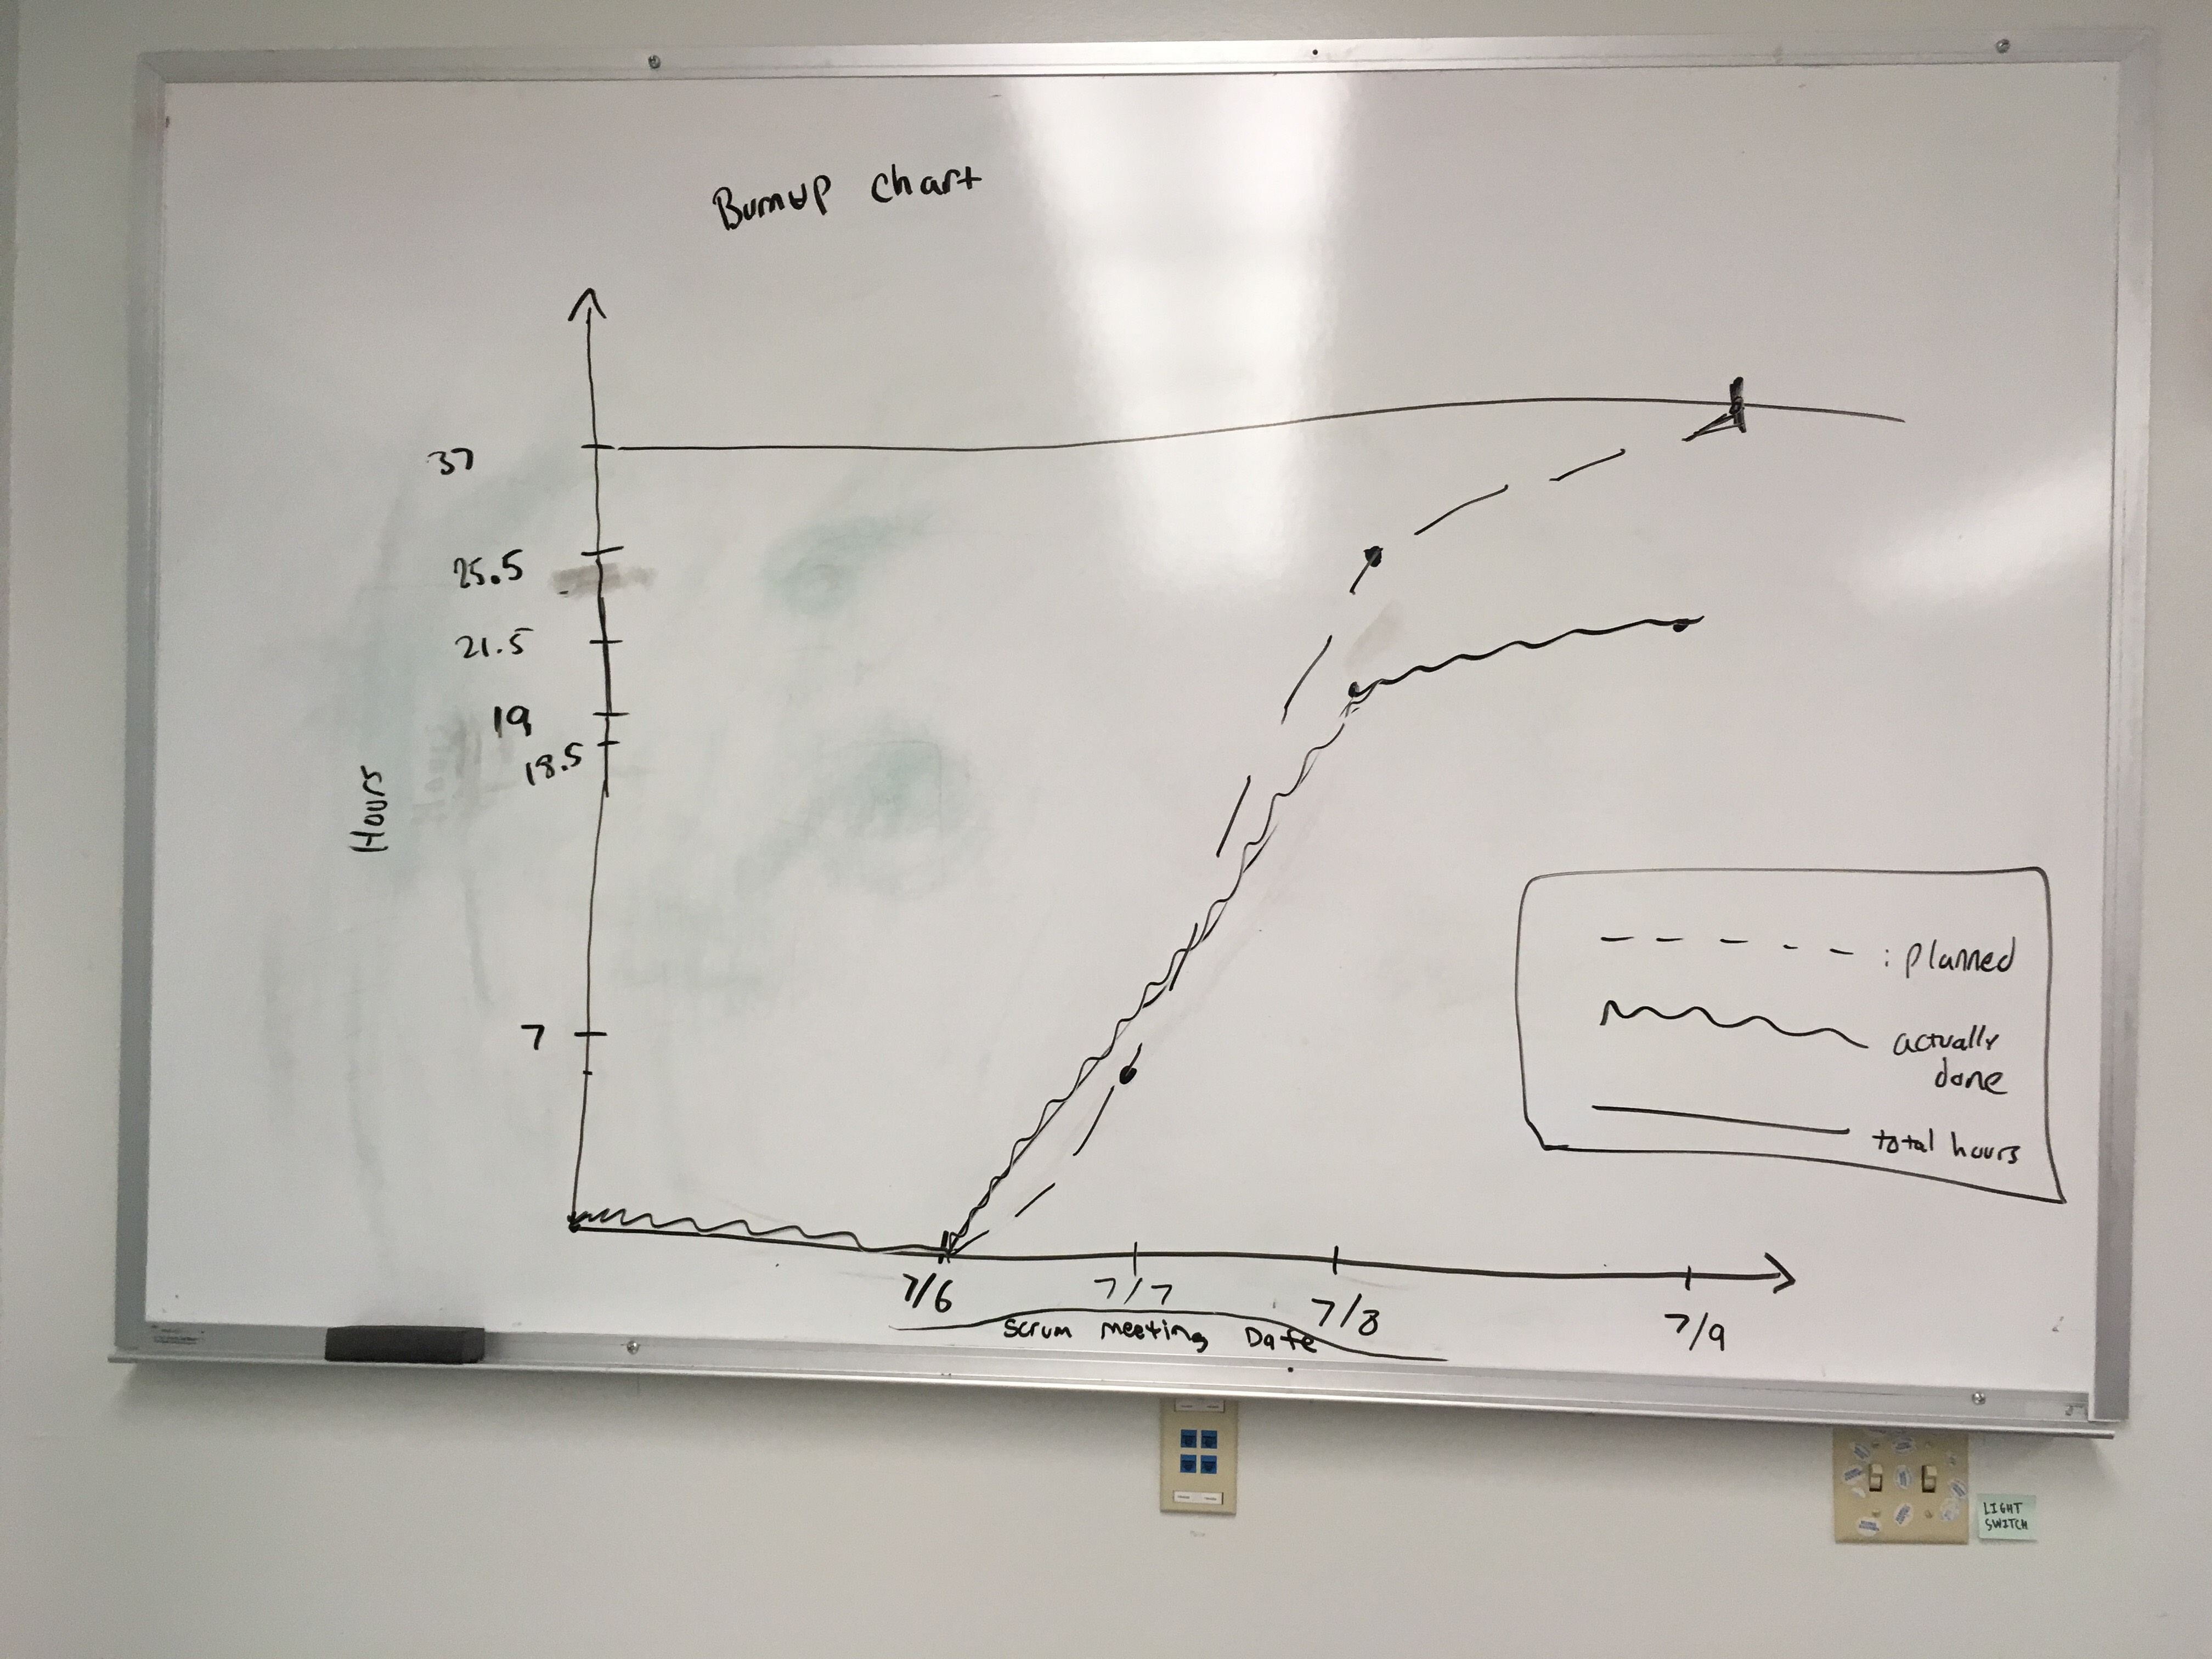 Burnup chart
37
25.5
21.5
19
18.5
Hours
7
: planned
actually
done
total hours
7/6
7/7
7/8
7/9
Scrum Meeting Date
LIGHT
SWITCH